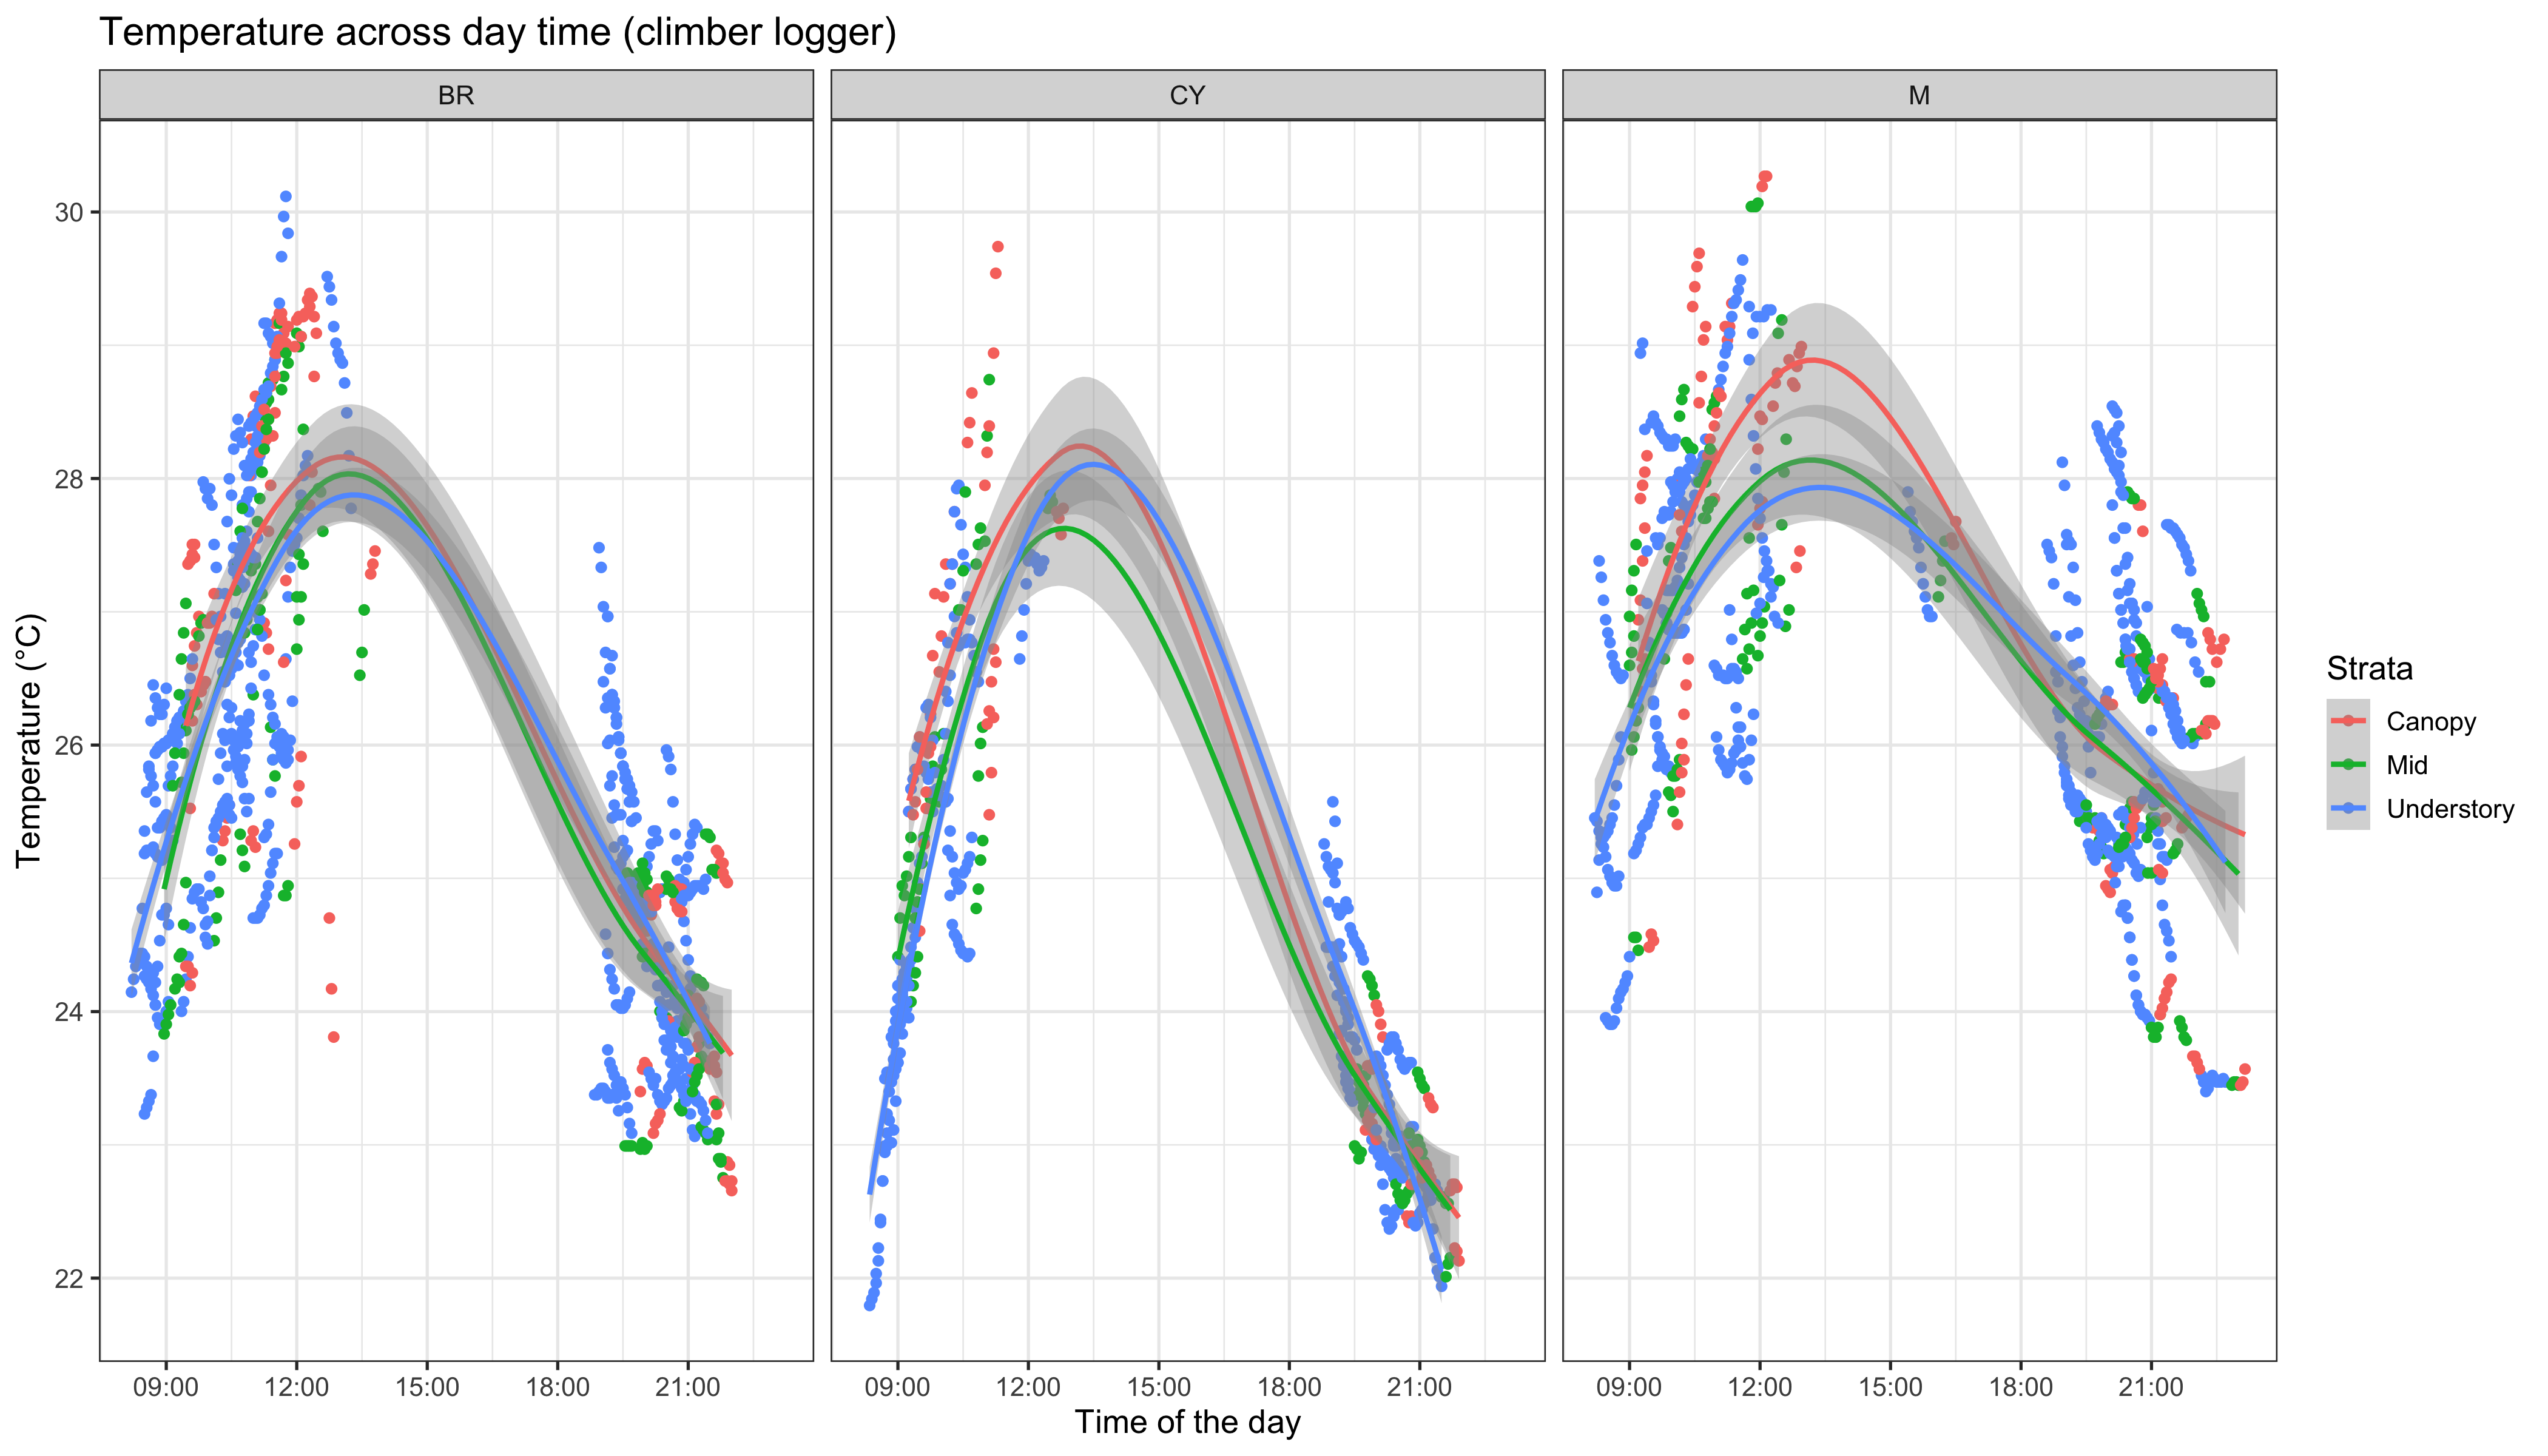 Temperature across day time (climber logger)
BR CY M
30
28
26
24
22
Temperature (°C)
09:00 12:00 15:00 18:00 21:00 09:00 12:00 15:00 18:00 21:00 09:00 12:00 15:00 18:00 21:00
Time of the day
Strata
Canopy
Mid
Understory